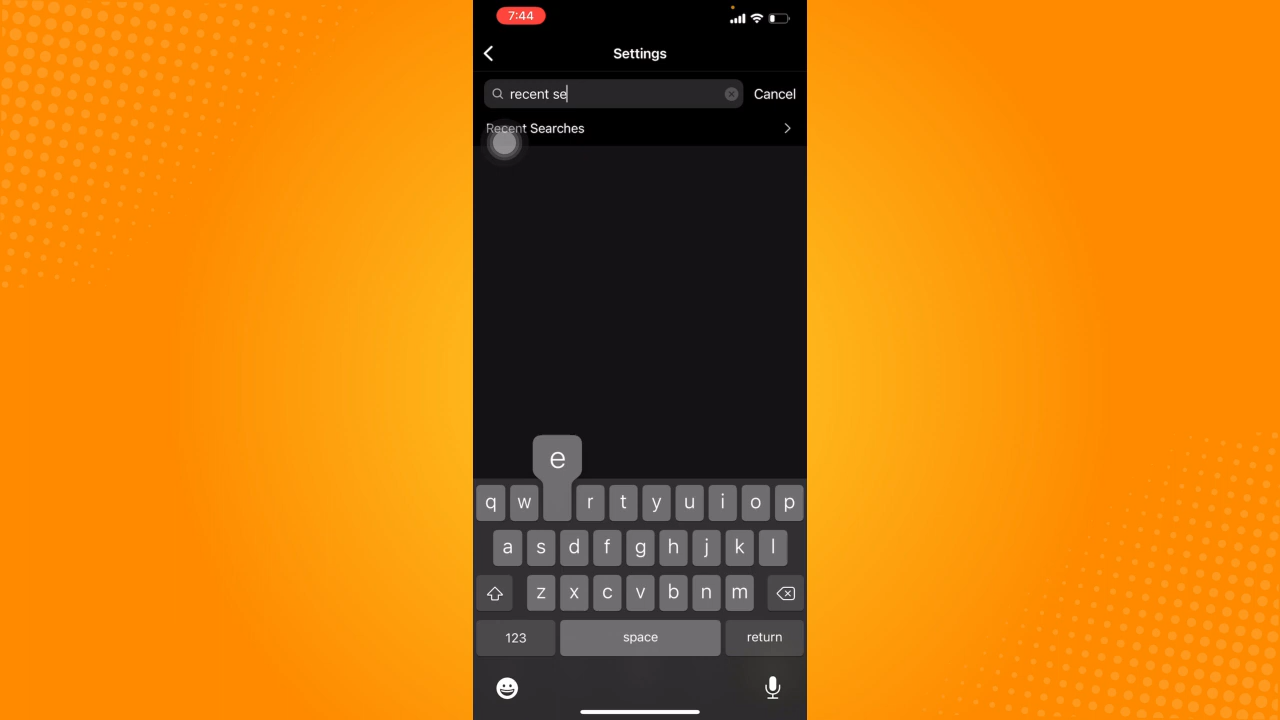 7:44
Settings
recent se
Cancel
Recent Searches
e
q w r t y u i o p
a s d f g h j k l
z x c v b n m
123 space return